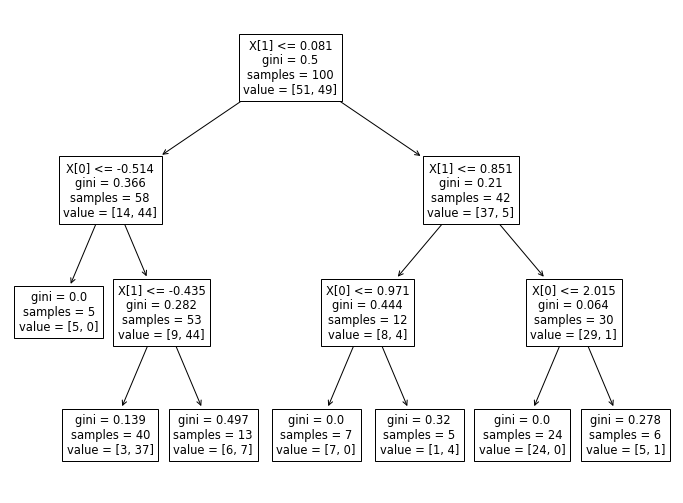 X[1] <= 0.081
gini = 0.5
samples = 100
value = [51, 49]
X[0] <= -0.514
gini = 0.366
samples = 58
value = [14, 44]
X[1] <= 0.851
gini = 0.21
samples = 42
value = [37, 5]
gini = 0.0
samples = 5
value = [5, 0]
X[1] <= -0.435
gini = 0.282
samples = 53
value = [9, 44]
X[0] <= 0.971
gini = 0.444
samples = 12
value = [8, 4]
X[0] <= 2.015
gini = 0.064
samples = 30
value = [29, 1]
gini = 0.139
samples = 40
value = [3, 37]
gini = 0.497
samples = 13
value = [6, 7]
gini = 0.0
samples = 7
value = [7, 0]
gini = 0.32
samples = 5
value = [1, 4]
gini = 0.0
samples = 24
value = [24, 0]
gini = 0.278
samples = 6
value = [5, 1]